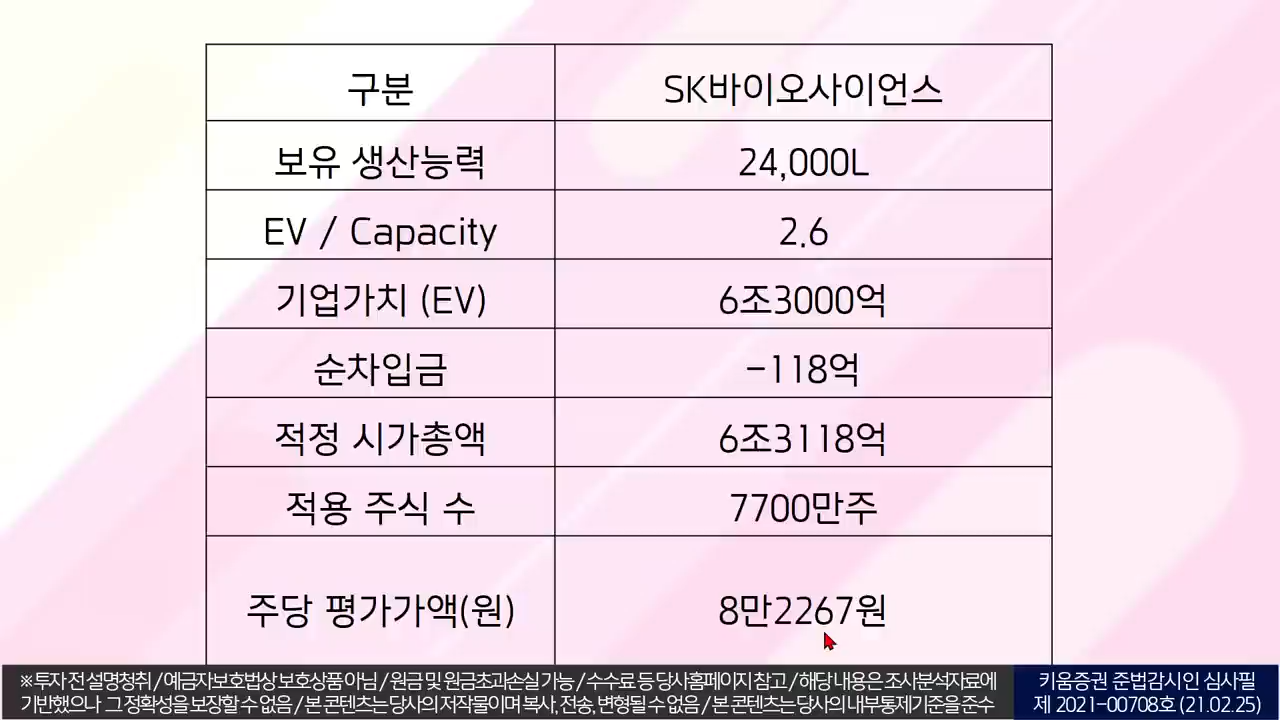 구분 SK바이오사이언스
보유 생산능력 24,000L
EV / Capacity 2.6
기업가치 (EV) 6조3000억
순차입금 -118억
적정 시가총액 6조3118억
적용 주식 수 7700만주
주당 평가가액(원) 8만2267원
※ 투자 전 설명청취 / 예금자보호법상 보호상품 아님 / 원금 및 원금초과손실 가능 / 수수료 등 당사홈페이지 참고 / 해당 내용은 조사분석자료에
기반했으나 그 정확성을 보장할 수 없음 / 본 콘텐츠는 당사의 저작물이며 복사, 전송, 변형될 수 없음 / 본 콘텐츠는 당사의 내부통제기준을 준수
키움증권 준법감시인 심사필
제 2021-00708호 (21.02.25)